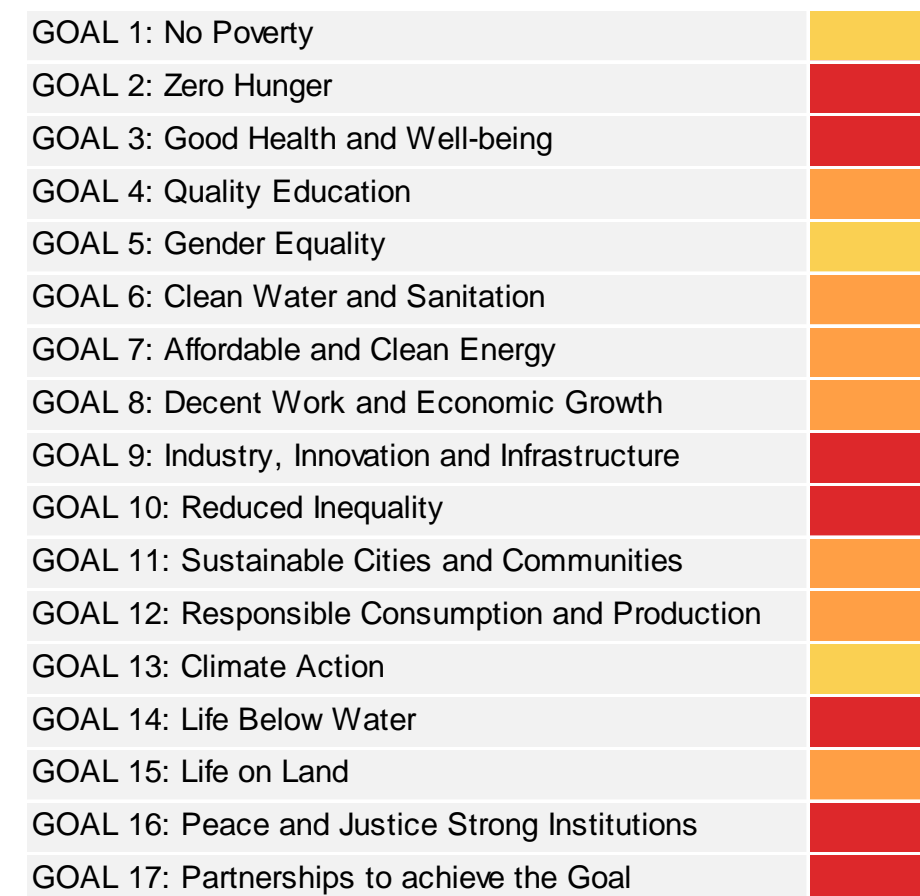 GOAL 1: No Poverty
GOAL 2: Zero Hunger
GOAL 3: Good Health and Well-being
GOAL 4: Quality Education
GOAL 5: Gender Equality
GOAL 6: Clean Water and Sanitation
GOAL 7: Affordable and Clean Energy
GOAL 8: Decent Work and Economic Growth
GOAL 9: Industry, Innovation and Infrastructure
GOAL 10: Reduced Inequality
GOAL 11: Sustainable Cities and Communities
GOAL 12: Responsible Consumption and Production
GOAL 13: Climate Action
GOAL 14: Life Below Water
GOAL 15: Life on Land
GOAL 16: Peace and Justice Strong Institutions
GOAL 17: Partnerships to achieve the Goal